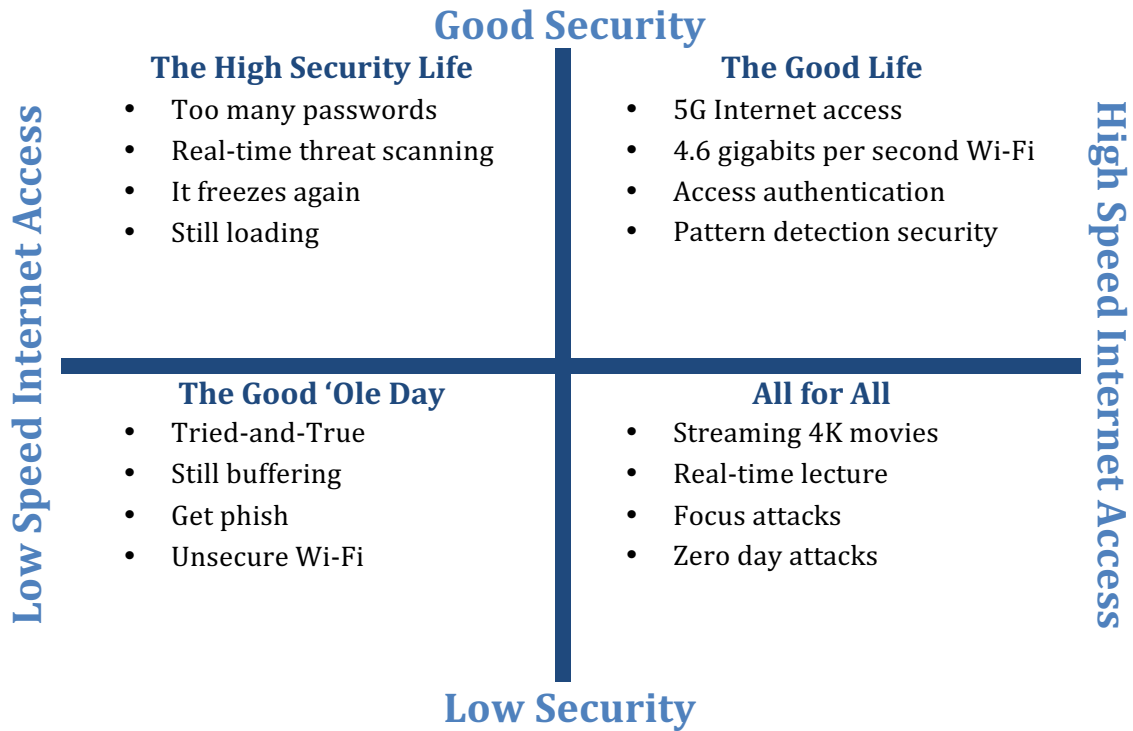 Good Security
Low Speed Internet Access
The High Security Life
• Too many passwords
• Real-time threat scanning
• It freezes again
• Still loading
The Good Life
• 5G Internet access
• 4.6 gigabits per second Wi-Fi
• Access authentication
• Pattern detection security
High Speed Internet Access
The Good ‘Ole Day
• Tried-and-True
• Still buffering
• Get phish
• Unsecure Wi-Fi
All for All
• Streaming 4K movies
• Real-time lecture
• Focus attacks
• Zero day attacks
Low Security